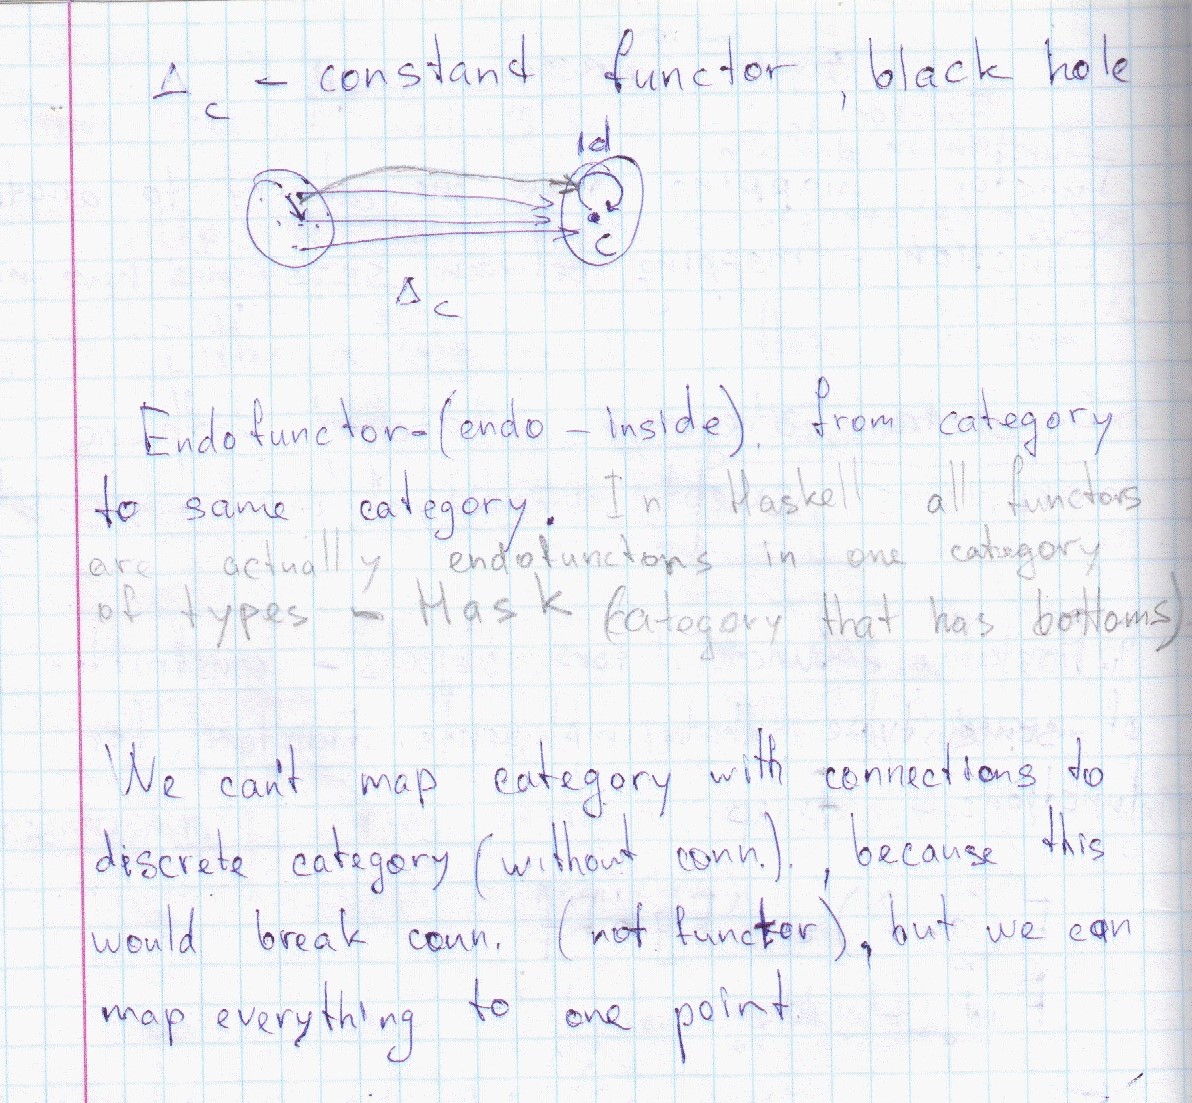 Δ_c – constand functor, black hole
Id
C
Δ_c
Endofunctor-(endo – inside). from category
to same category. In Haskell all functors
are actually endofunctors in one category
of types – Hask (category that has bottoms)
We can't map category with connections to
discrete category (without conn.)., because this
would break conn. (not functor), but we can
map everything to one point.